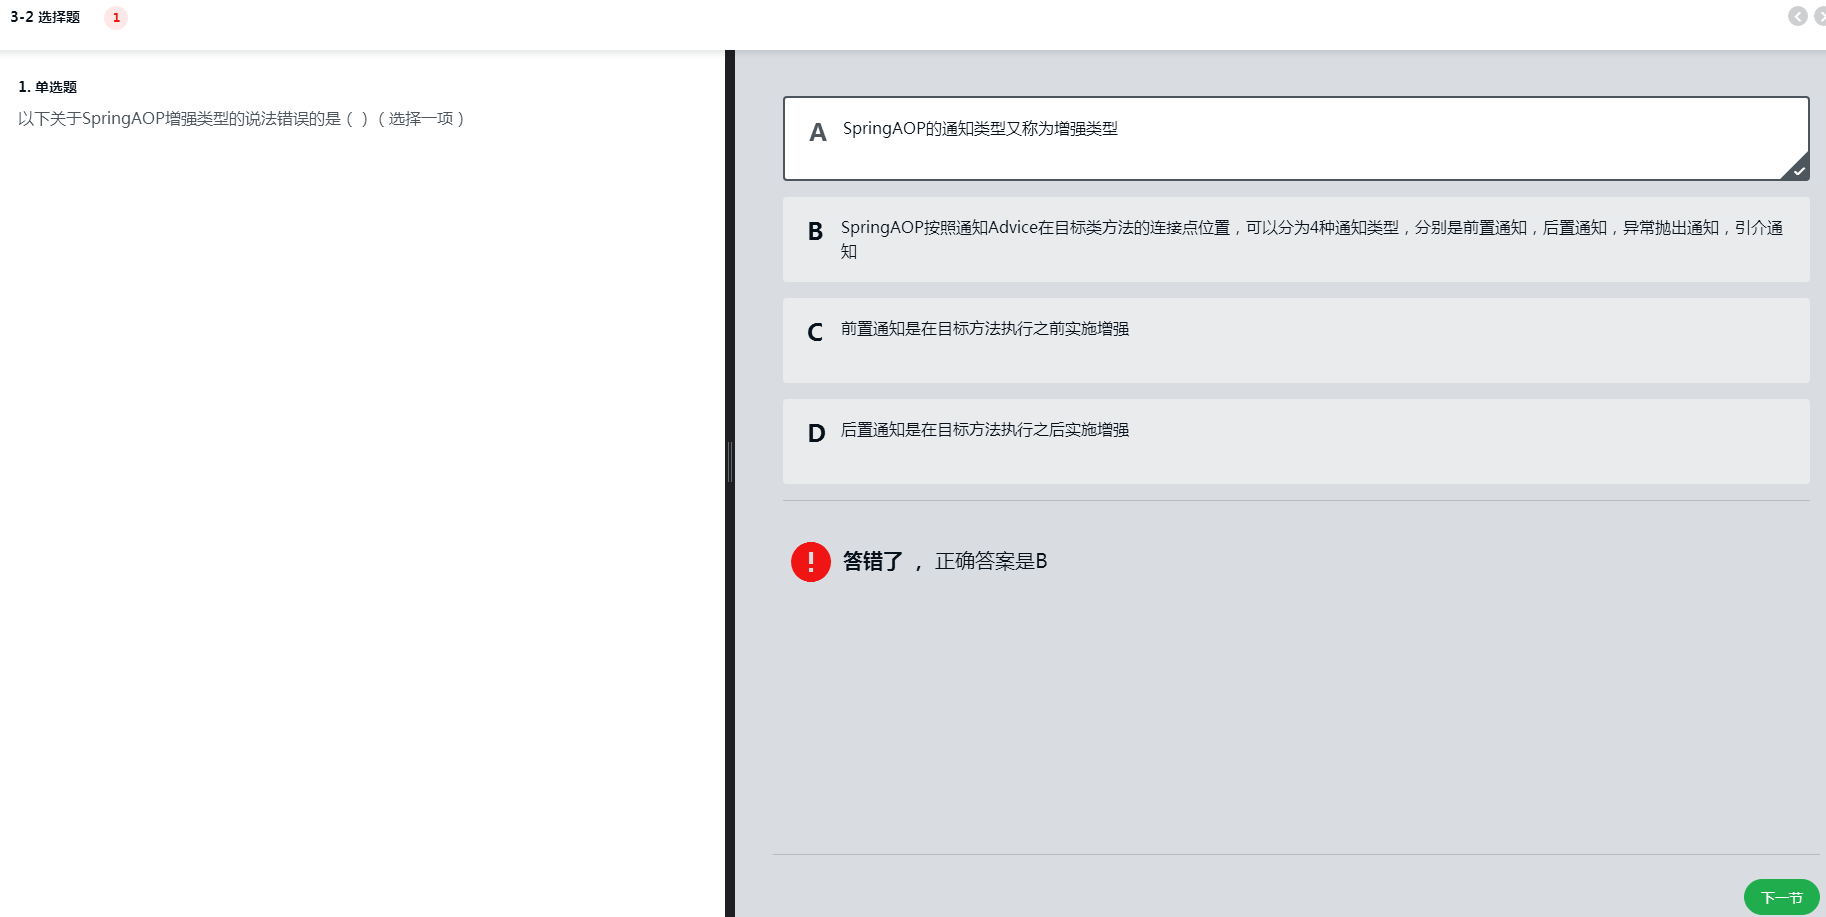 3-2 选择题 1
1. 单选题
以下关于SpringAOP增强类型的说法错误的是（ ）（选择一项）
A SpringAOP的通知类型又称为增强类型
B SpringAOP按照通知Advice在目标类方法的连接点位置，可以分为4种通知类型，分别是前置通知，后置通知，异常抛出通知，引介通
知
C 前置通知是在目标方法执行之前实施增强
D 后置通知是在目标方法执行之后实施增强
! 答错了 ， 正确答案是B
下一节